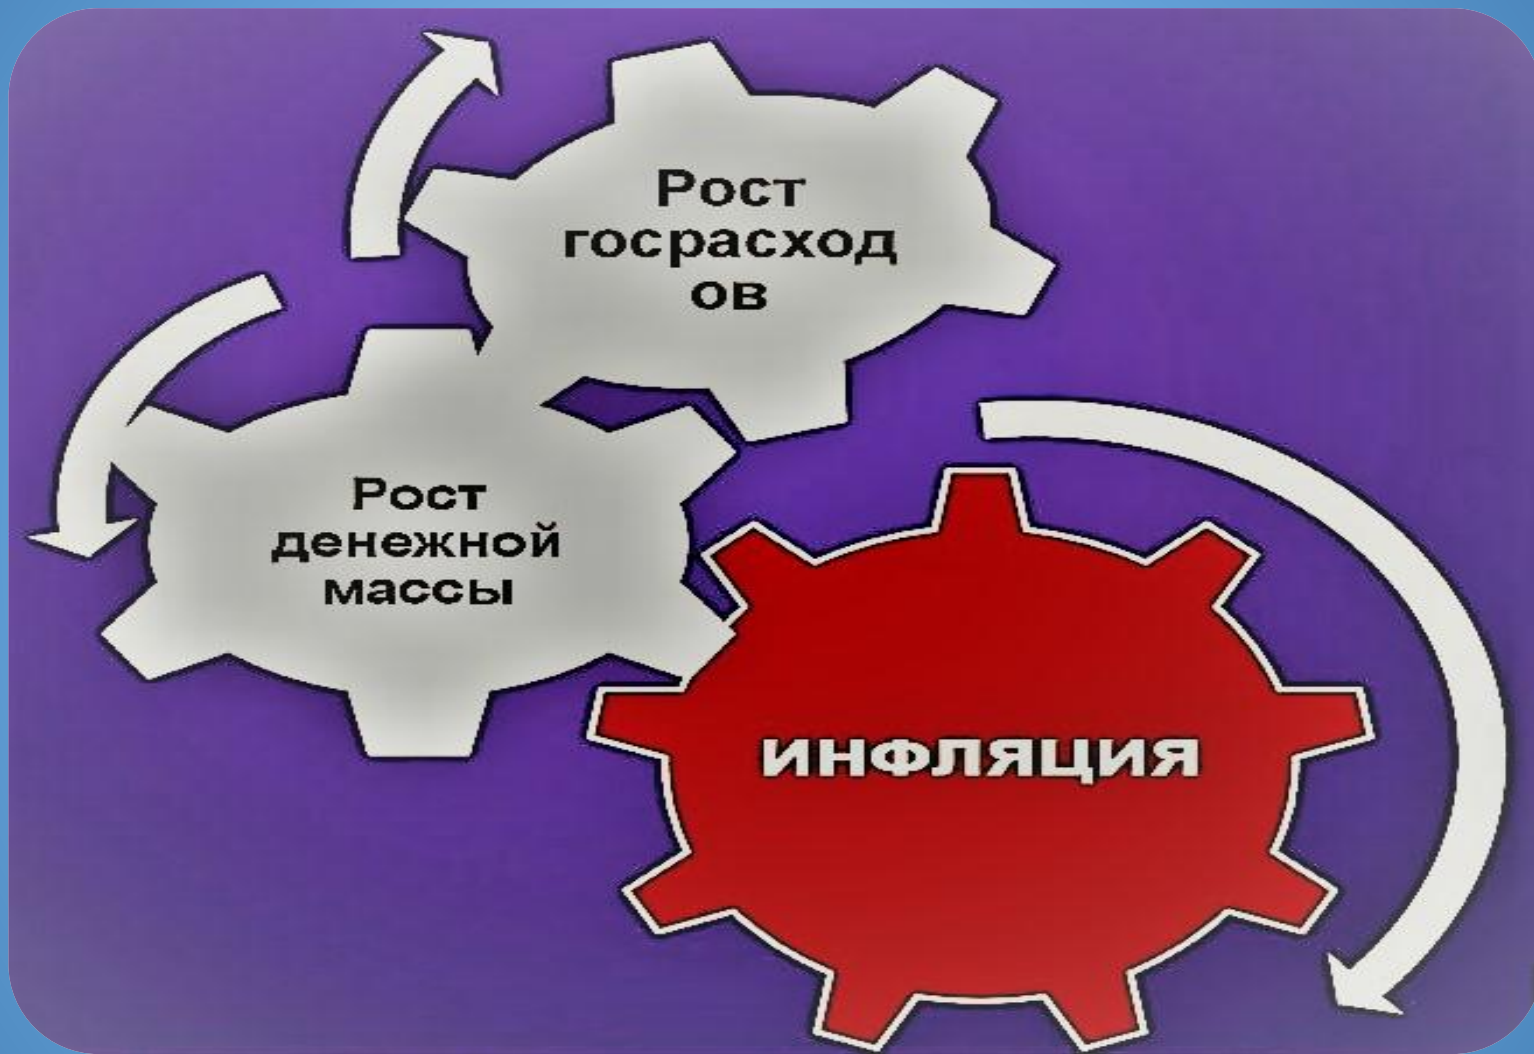 Рост
госрасход
ов
Рост
денежной
массы
ИНФЛЯЦИЯ